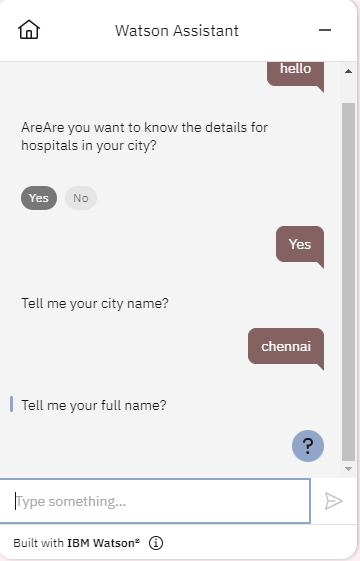 Watson Assistant
hello
AreAre you want to know the details for
hospitals in your city?
Yes No
Yes
Tell me your city name?
chennai
Tell me your full name?
?
Type something...
Built with IBM Watson®